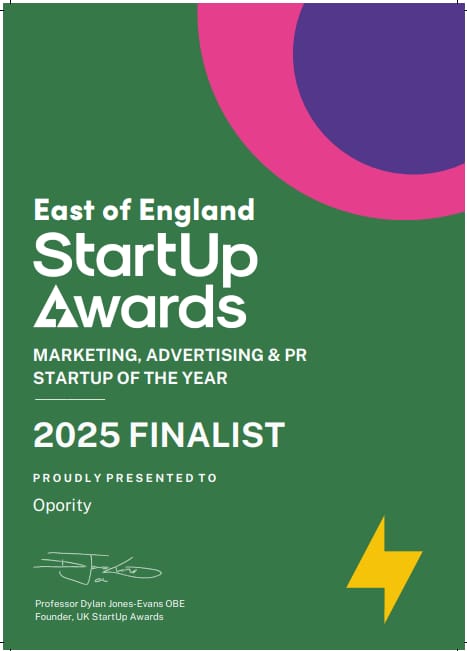 East of England
StartUp
Awards
MARKETING, ADVERTISING & PR
STARTUP OF THE YEAR
2025 FINALIST
PROUDLY PRESENTED TO
Opority
Professor Dylan Jones-Evans OBE
Founder, UK StartUp Awards